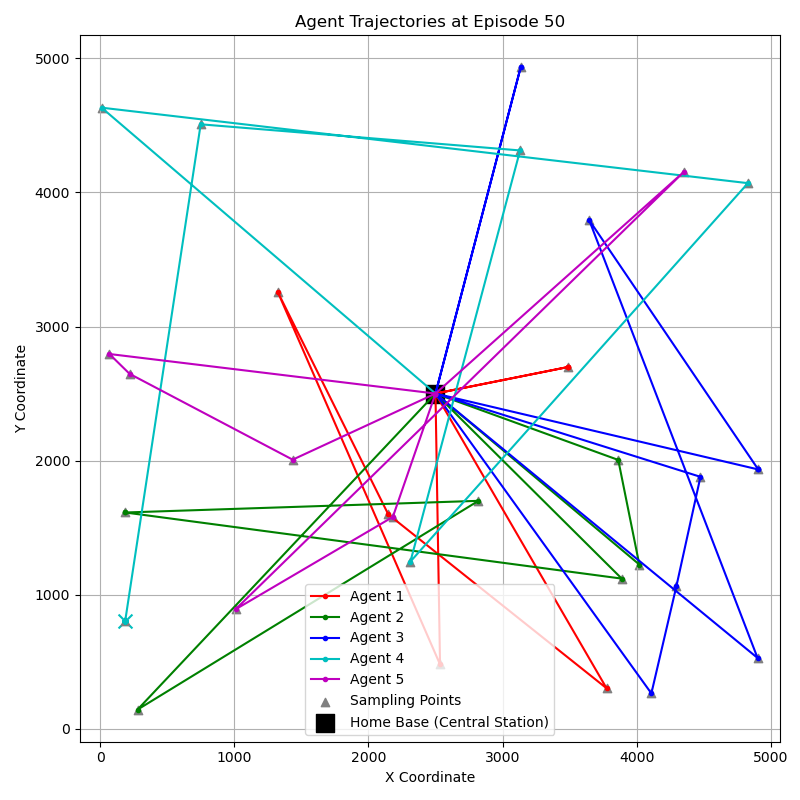 Agent Trajectories at Episode 50
5000
4000
3000
2000
1000
0
Y Coordinate
Agent 1
Agent 2
Agent 3
Agent 4
Agent 5
Sampling Points
Home Base (Central Station)
0 1000 2000 3000 4000 5000
X Coordinate